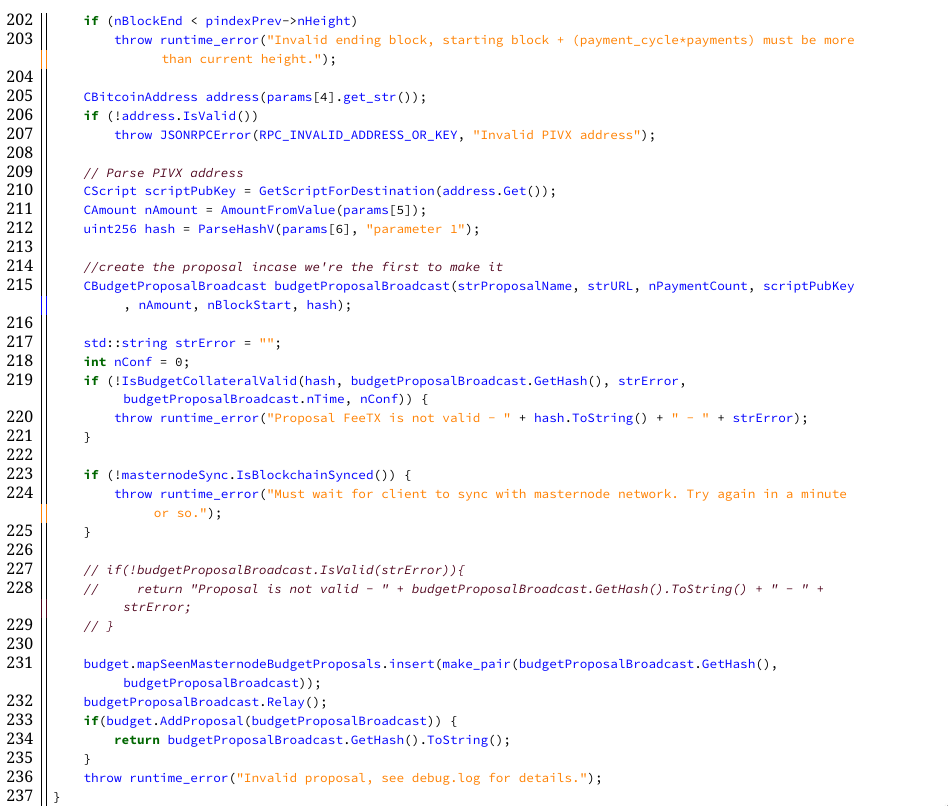 202 if (nBlockEnd < pindexPrev->nHeight)
203 throw runtime_error("Invalid ending block, starting block + (payment_cycle*payments) must be more
than current height.");
204
205 CBitcoinAddress address(params[4].get_str());
206 if (!address.IsValid())
207 throw JSONRPCError(RPC_INVALID_ADDRESS_OR_KEY, "Invalid PIVX address");
208
209 // Parse PIVX address
210 CScript scriptPubKey = GetScriptForDestination(address.Get());
211 CAmount nAmount = AmountFromValue(params[5]);
212 uint256 hash = ParseHashV(params[6], "parameter 1");
213
214 //create the proposal incase we're the first to make it
215 CBudgetProposalBroadcast budgetProposalBroadcast(strProposalName, strURL, nPaymentCount, scriptPubKey
, nAmount, nBlockStart, hash);
216
217 std::string strError = "";
218 int nConf = 0;
219 if (!IsBudgetCollateralValid(hash, budgetProposalBroadcast.GetHash(), strError,
budgetProposalBroadcast.nTime, nConf)) {
220 throw runtime_error("Proposal FeeTX is not valid - " + hash.ToString() + " - " + strError);
221 }
222
223 if (!masternodeSync.IsBlockchainSynced()) {
224 throw runtime_error("Must wait for client to sync with masternode network. Try again in a minute
or so.");
225 }
226
227 // if(!budgetProposalBroadcast.IsValid(strError)){
228 // return "Proposal is not valid - " + budgetProposalBroadcast.GetHash().ToString() + " - " +
strError;
229 // }
230
231 budget.mapSeenMasternodeBudgetProposals.insert(make_pair(budgetProposalBroadcast.GetHash(),
budgetProposalBroadcast));
232 budgetProposalBroadcast.Relay();
233 if(budget.AddProposal(budgetProposalBroadcast)) {
234 return budgetProposalBroadcast.GetHash().ToString();
235 }
236 throw runtime_error("Invalid proposal, see debug.log for details.");
237 }